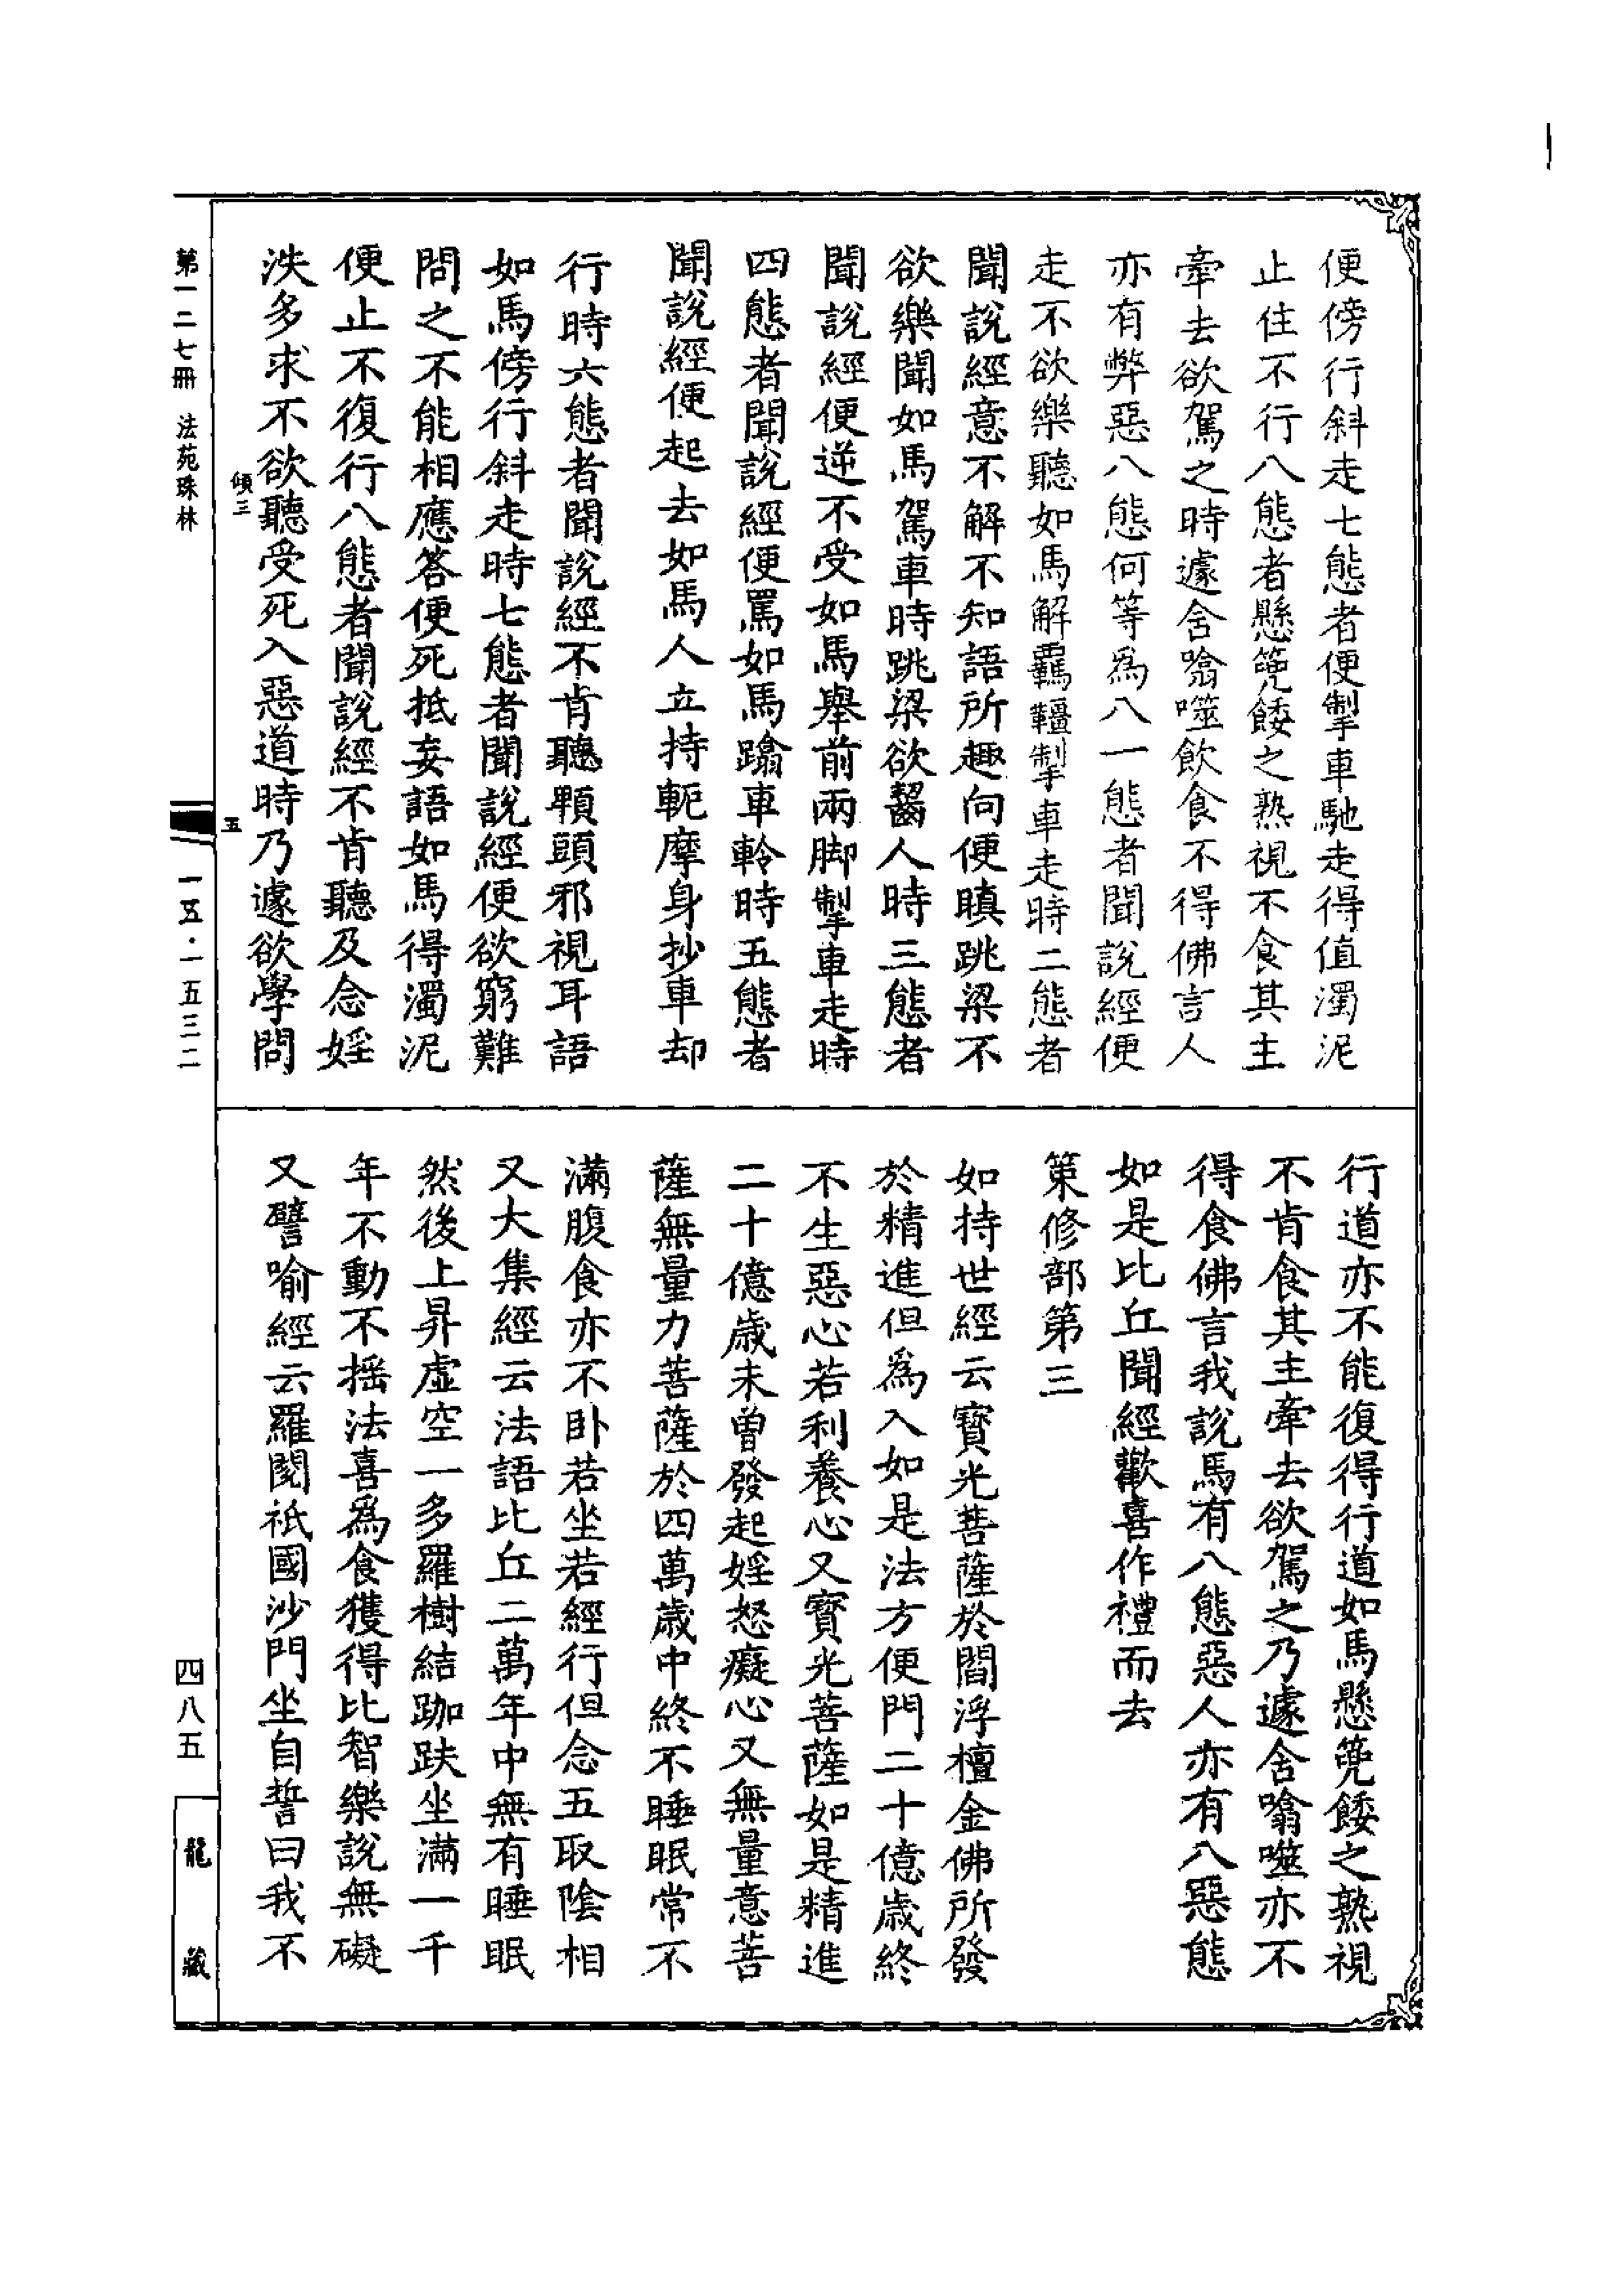 便傍行斜走七態者便掣車馳走得值濁泥
止住不行八態者懸篼餧之熟視不食其主
牽去欲駕之時遽舍噏噬飲食不得佛言人
亦有弊惡八態何等爲八一態者聞說經便
走不欲樂聽如馬解羈韁掣車走時二態者
聞說經意不解不知語所趣向便瞋跳梁不
欲樂聞如馬駕車時跳梁欲齧人時三態者
聞說經便逆不受如馬舉前兩脚掣車走時
四態者聞說經便罵如馬蹹車軨時五態者
聞說經便起去如馬人立持軛摩身抄車却
行時六態者聞說經不肯聽顆頭邪視耳語
如馬傍行斜走時七態者聞說經便欲窮難
問之不能相應答便死抵妄語如馬得濁泥
便止不復行八態者聞說經不肯聽及念婬
泆多求不欲聽受死入惡道時乃遽欲學問
傾三
五
行道亦不能復得行道如馬懸篼餧之熟視
不肯食其主牽去欲駕之乃遽舍噏噬亦不
得食佛言我說馬有八態惡人亦有八惡態
如是比丘聞經歡喜作禮而去
策修部第三
如持世經云寳光菩薩於閻浮檀金佛所發
於精進但爲入如是法方便門二十億歲終
不生惡心若利養心又寳光菩薩如是精進
二十億歲未曾發起婬怒癡心又無量意菩
薩無量力菩薩於四萬歲中終不睡眠常不
滿腹食亦不卧若坐若經行但念五取陰相
又大集經云法語比丘二萬年中無有睡眠
然後上昇虛空一多羅樹結跏趺坐滿一千
年不動不揺法喜爲食獲得比智樂說無礙
又譬喻經云羅閱祇國沙門坐自誓曰我不
第一二七冊 法苑珠林
一五·一五三二
四八五
龍藏